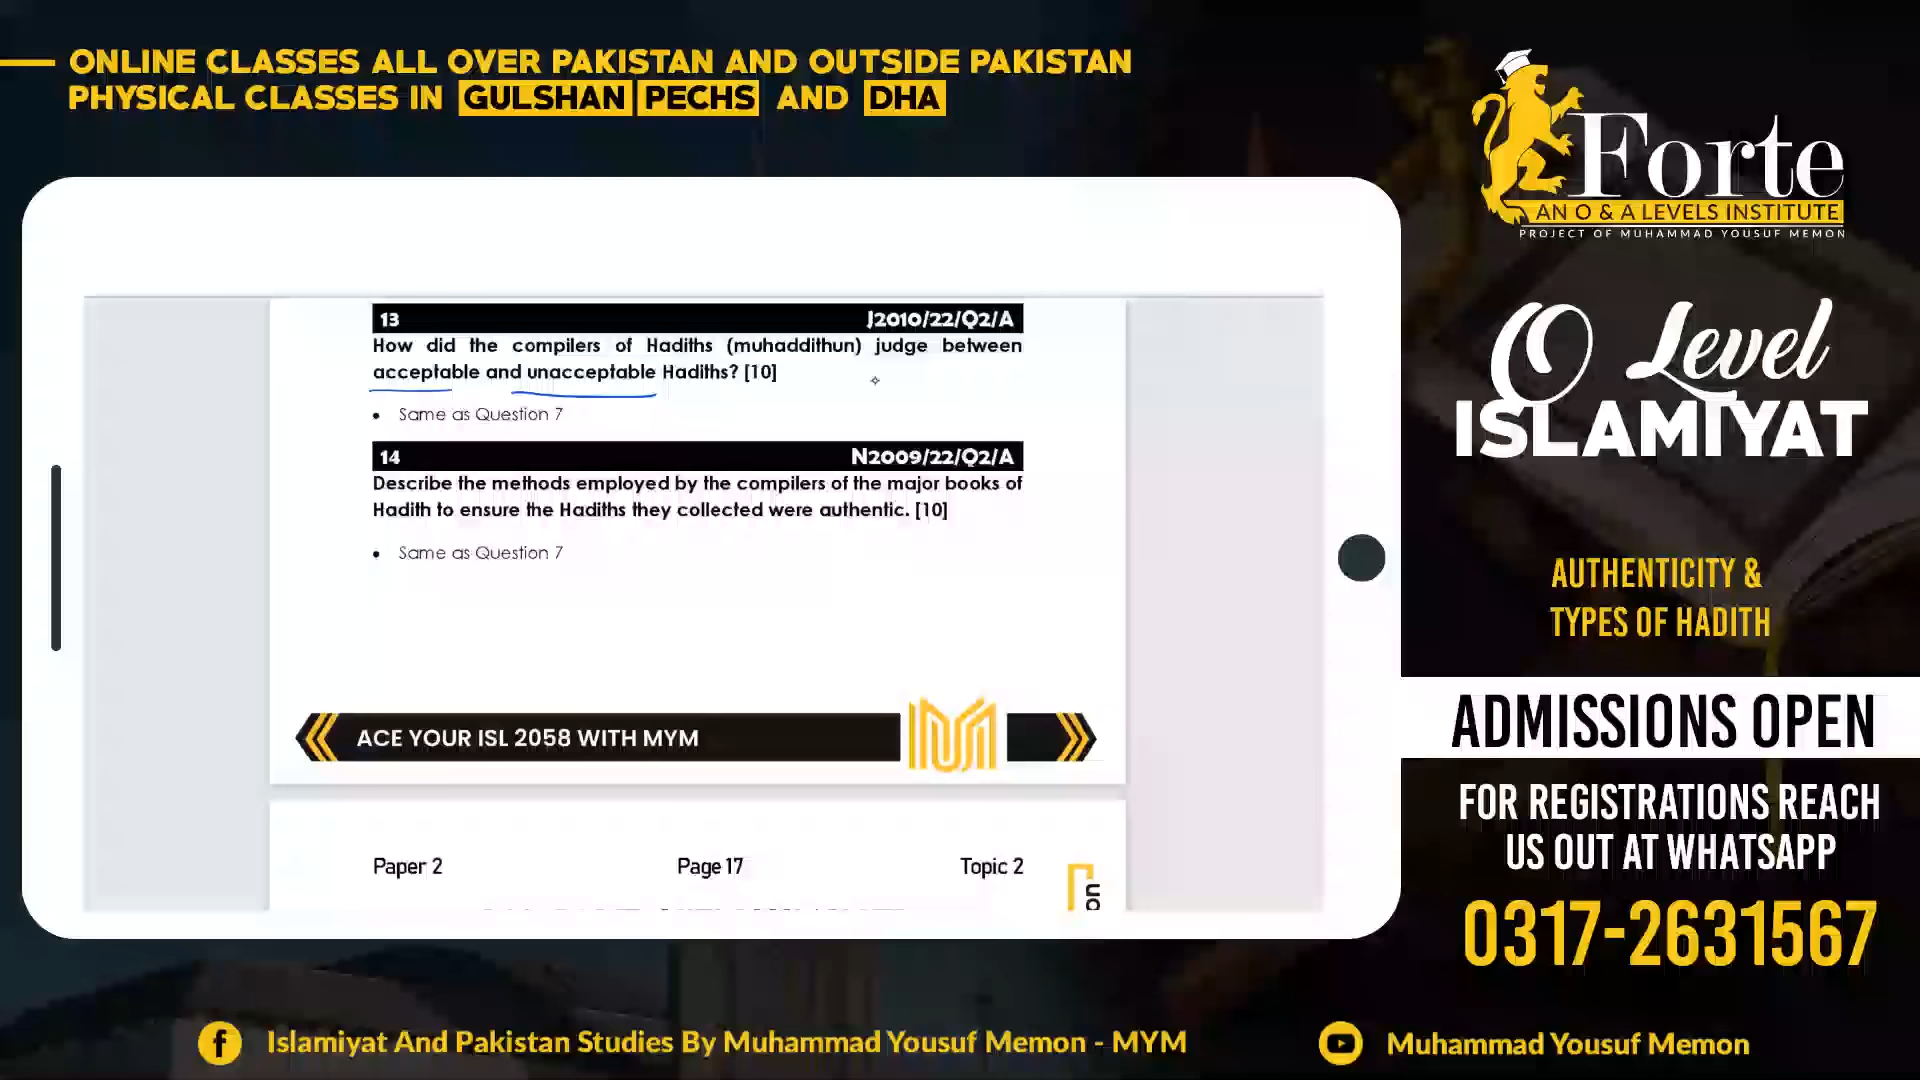 ONLINE CLASSES ALL OVER PAKISTAN AND OUTSIDE PAKISTAN
PHYSICAL CLASSES IN GULSHAN PECHS AND DHA
Forte
AN O & A LEVELS INSTITUTE
PROJECT OF MUHAMMAD YOUSUF MEMON
13 J2010/22/Q2/A
How did the compilers of Hadiths (muhaddithun) judge between
acceptable and unacceptable Hadiths? [10]
• Same as Question 7
14 N2009/22/Q2/A
Describe the methods employed by the compilers of the major books of
Hadith to ensure the Hadiths they collected were authentic. [10]
• Same as Question 7
ACE YOUR ISL 2058 WITH MYM
Paper 2 Page 17 Topic 2
on
O Level
ISLAMIYAT
AUTHENTICITY &
TYPES OF HADITH
ADMISSIONS OPEN
FOR REGISTRATIONS REACH
US OUT AT WHATSAPP
0317-2631567
Islamiyat And Pakistan Studies By Muhammad Yousuf Memon - MYM
Muhammad Yousuf Memon